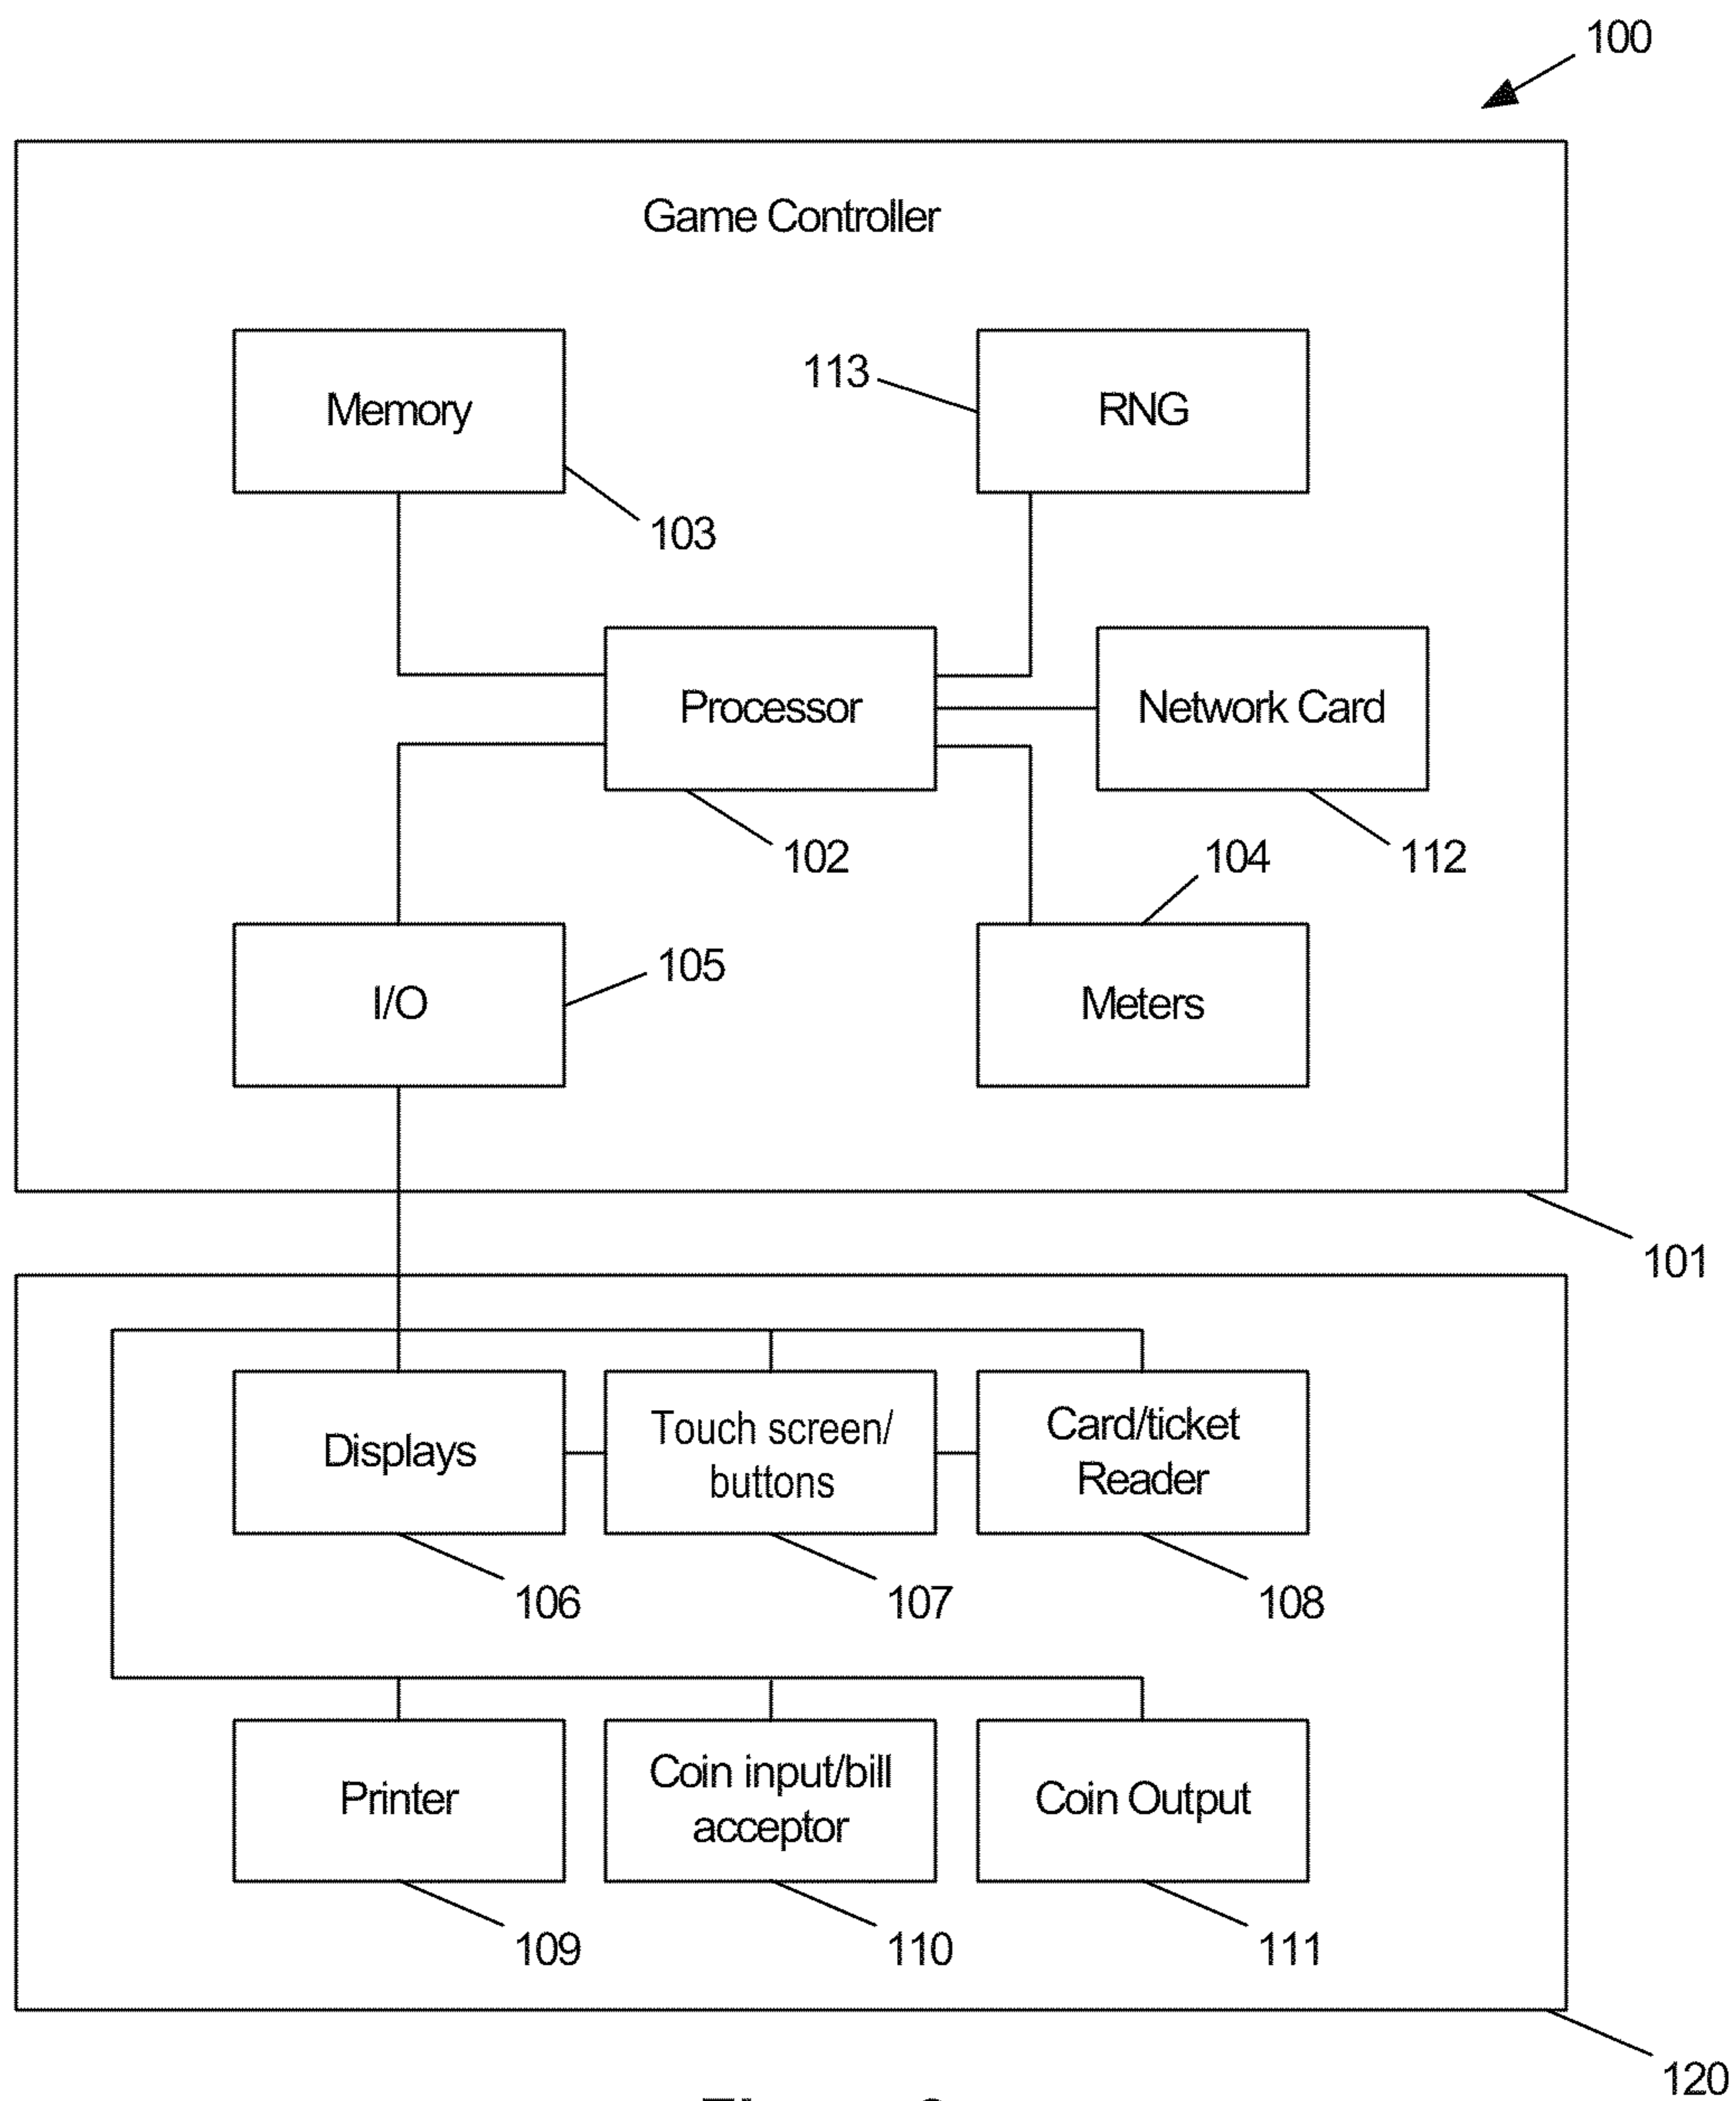 100
Game Controller
Memory
113
RNG
103
Processor
Network Card
102
104
112
I/O
105
Meters
101
Displays
Touch screen/
buttons
Card/ticket
Reader
106
107
108
Printer
Coin input/bill
acceptor
Coin Output
109
110
111
120